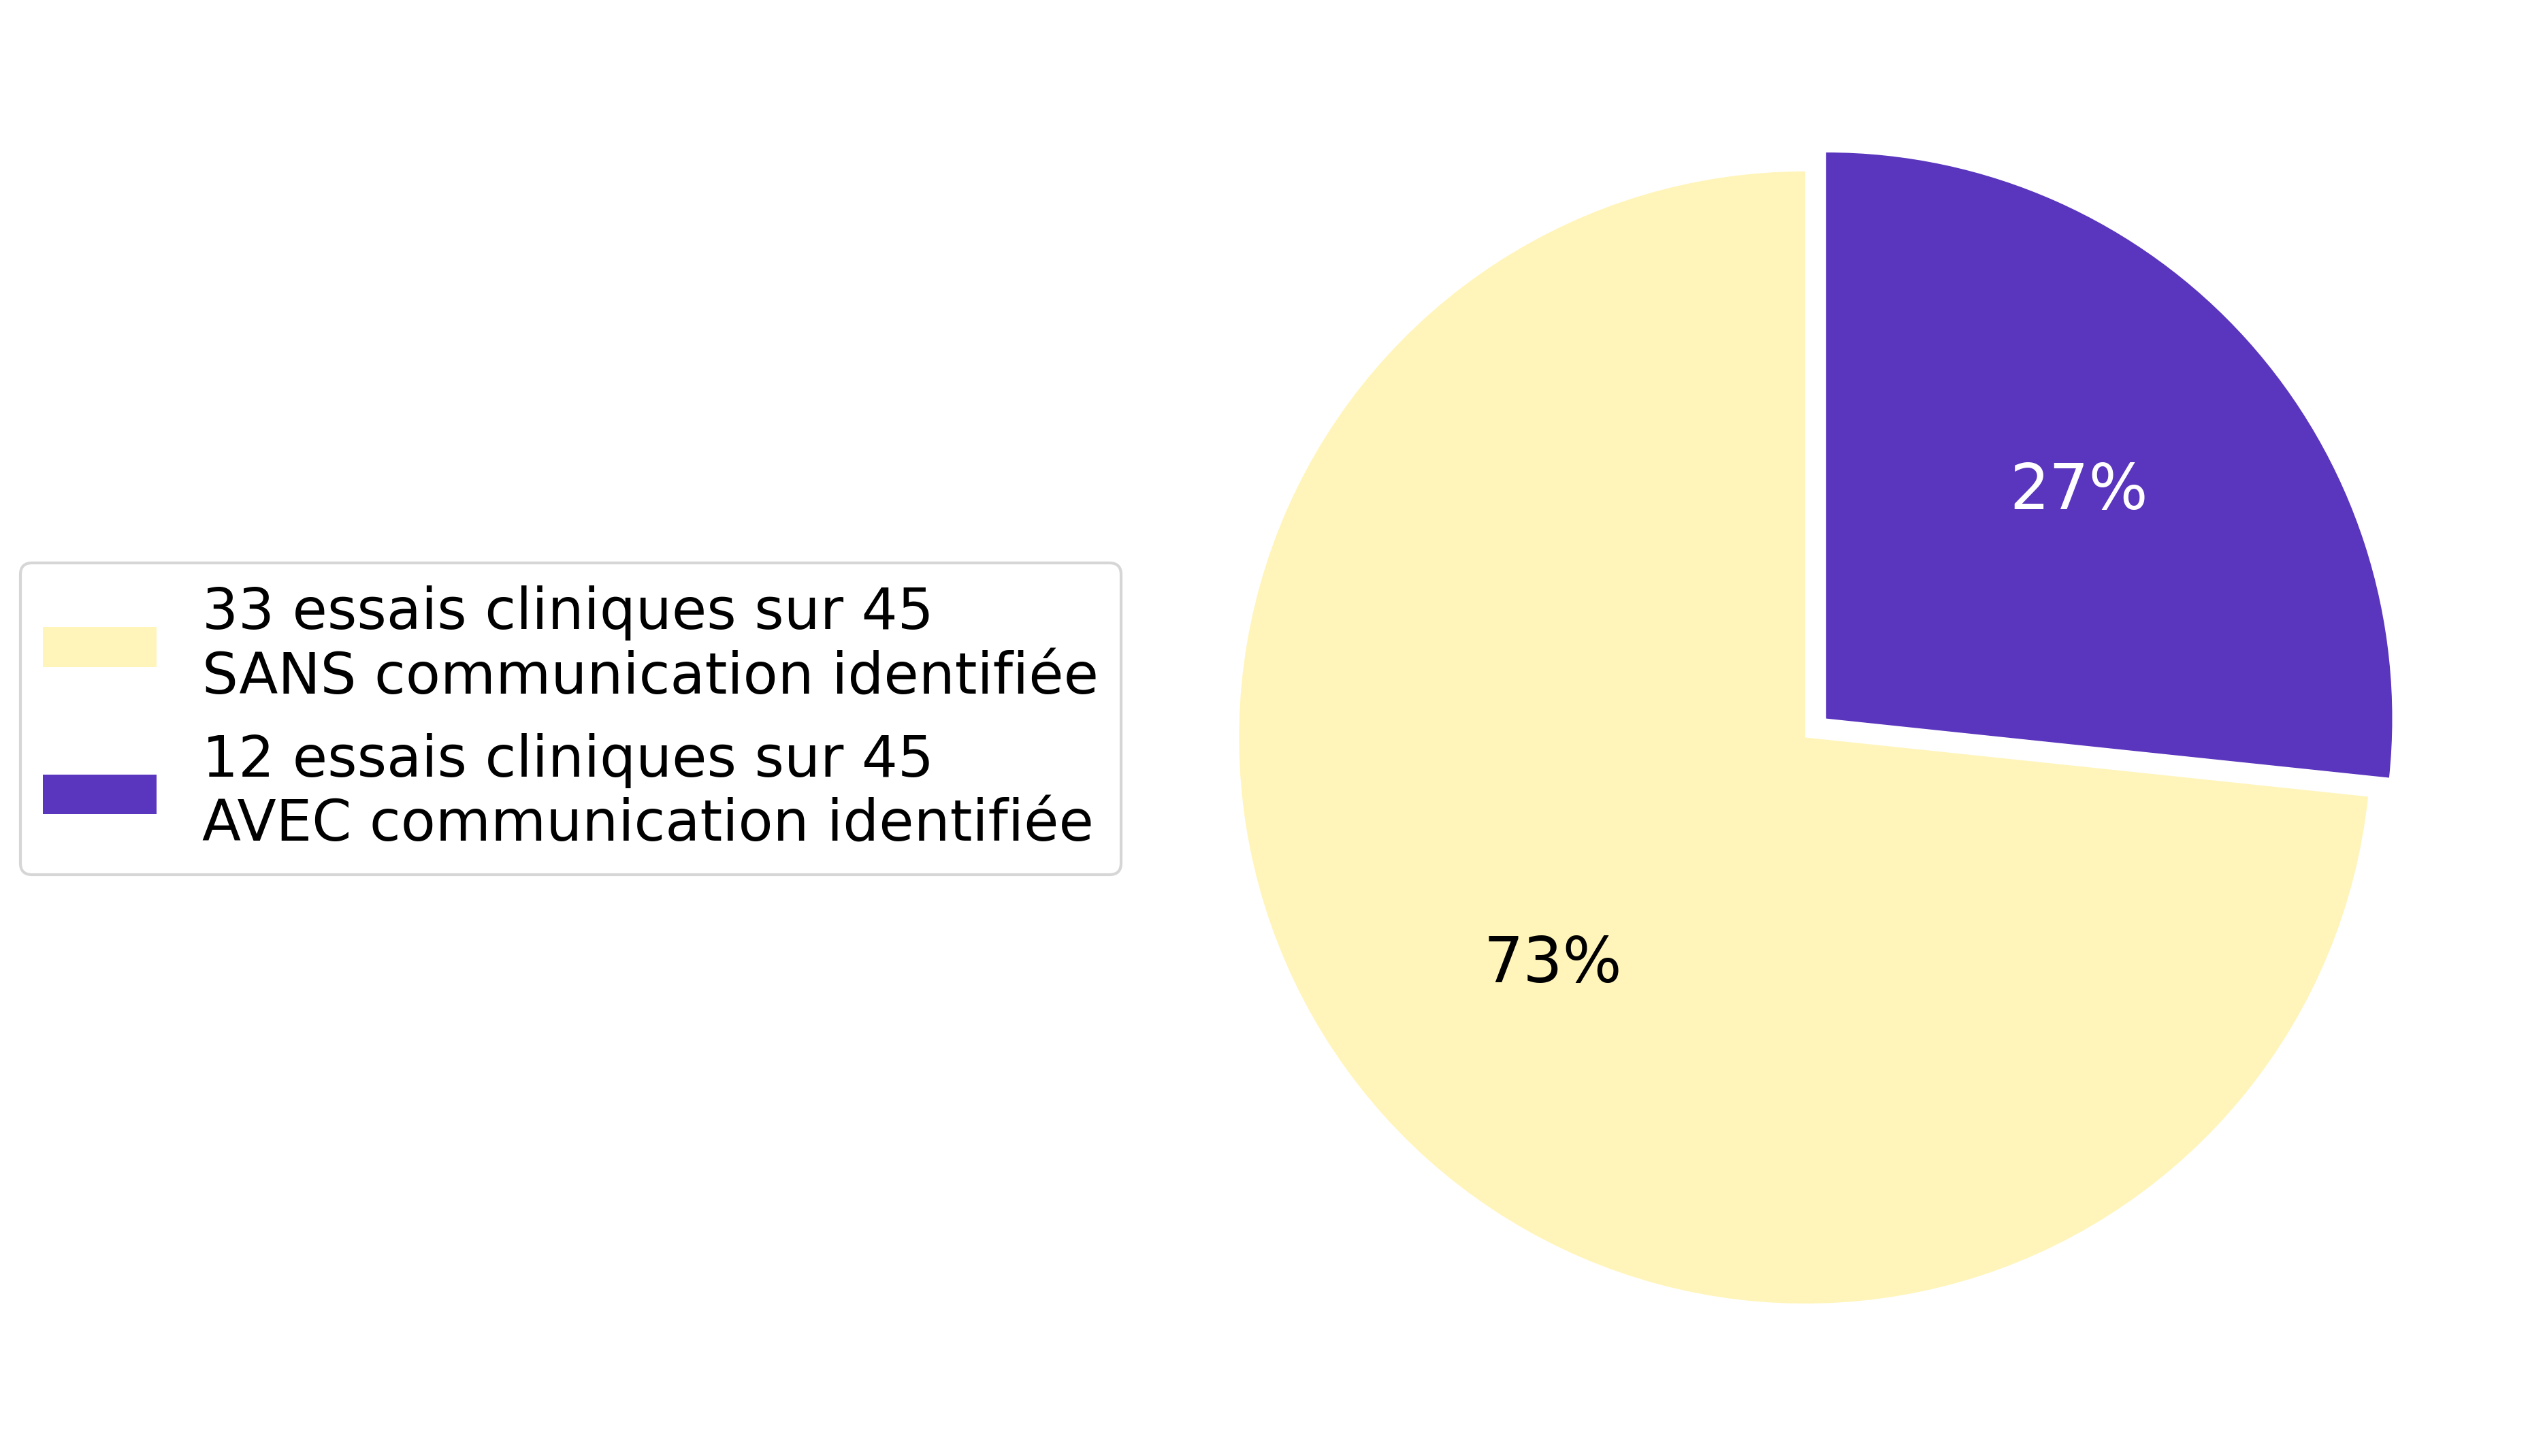 33 essais cliniques sur 45
SANS communication identifiée
12 essais cliniques sur 45
AVEC communication identifiée
27%
73%